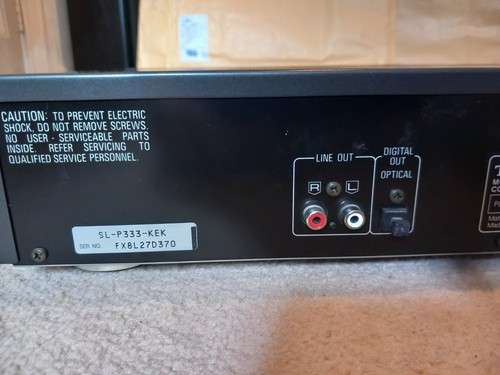 CAUTION: TO PREVENT ELECTRIC
SHOCK, DO NOT REMOVE SCREWS.
NO USER-SERVICEABLE PARTS
INSIDE. REFER SERVICING TO
QUALIFIED SERVICE PERSONNEL.
LINE OUT
R L
DIGITAL
OUT
OPTICAL
SL-P333-KEK
SER. NO. FX8L27D370